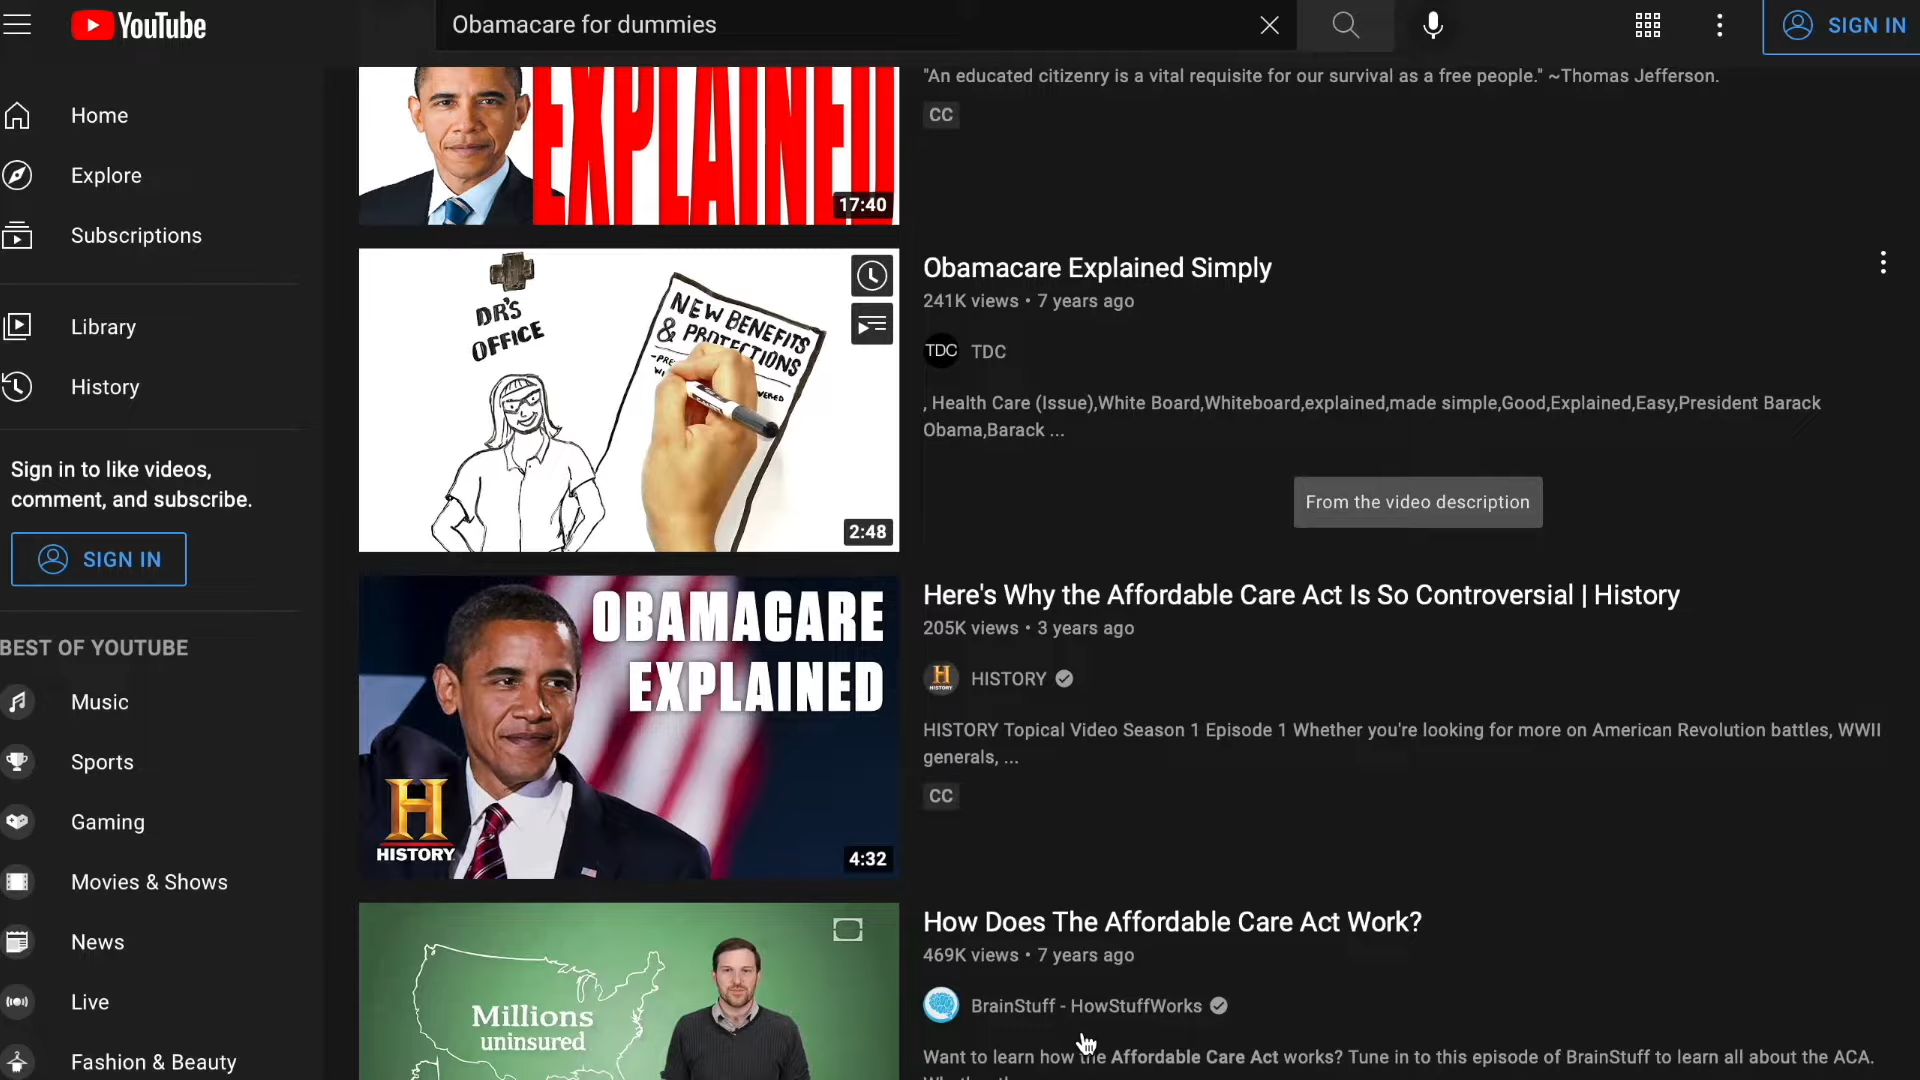 YouTube
Obamacare for dummies
SIGN IN
Home
Explore
Subscriptions
Library
History
Sign in to like videos,
comment, and subscribe.
SIGN IN
BEST OF YOUTUBE
Music
Sports
Gaming
Movies & Shows
News
Live
Fashion & Beauty
EXPLAINED
17:40
"An educated citizenry is a vital requisite for our survival as a free people." ~Thomas Jefferson.
CC
DR'S
OFFICE
NEW BENEFITS
& PROTECTIONS
2:48
Obamacare Explained Simply
241K views • 7 years ago
TDC
TDC
, Health Care (Issue),White Board,Whiteboard,explained,made simple,Good,Explained,Easy,President Barack
Obama,Barack ...
From the video description
OBAMACARE
EXPLAINED
H
HISTORY
4:32
Here's Why the Affordable Care Act Is So Controversial | History
205K views • 3 years ago
H
HISTORY
HISTORY
HISTORY Topical Video Season 1 Episode 1 Whether you're looking for more on American Revolution battles, WWII
generals, ...
CC
Millions
uninsured
How Does The Affordable Care Act Work?
469K views • 7 years ago
BrainStuff - HowStuffWorks
Want to learn how the Affordable Care Act works? Tune in to this episode of BrainStuff to learn all about the ACA.